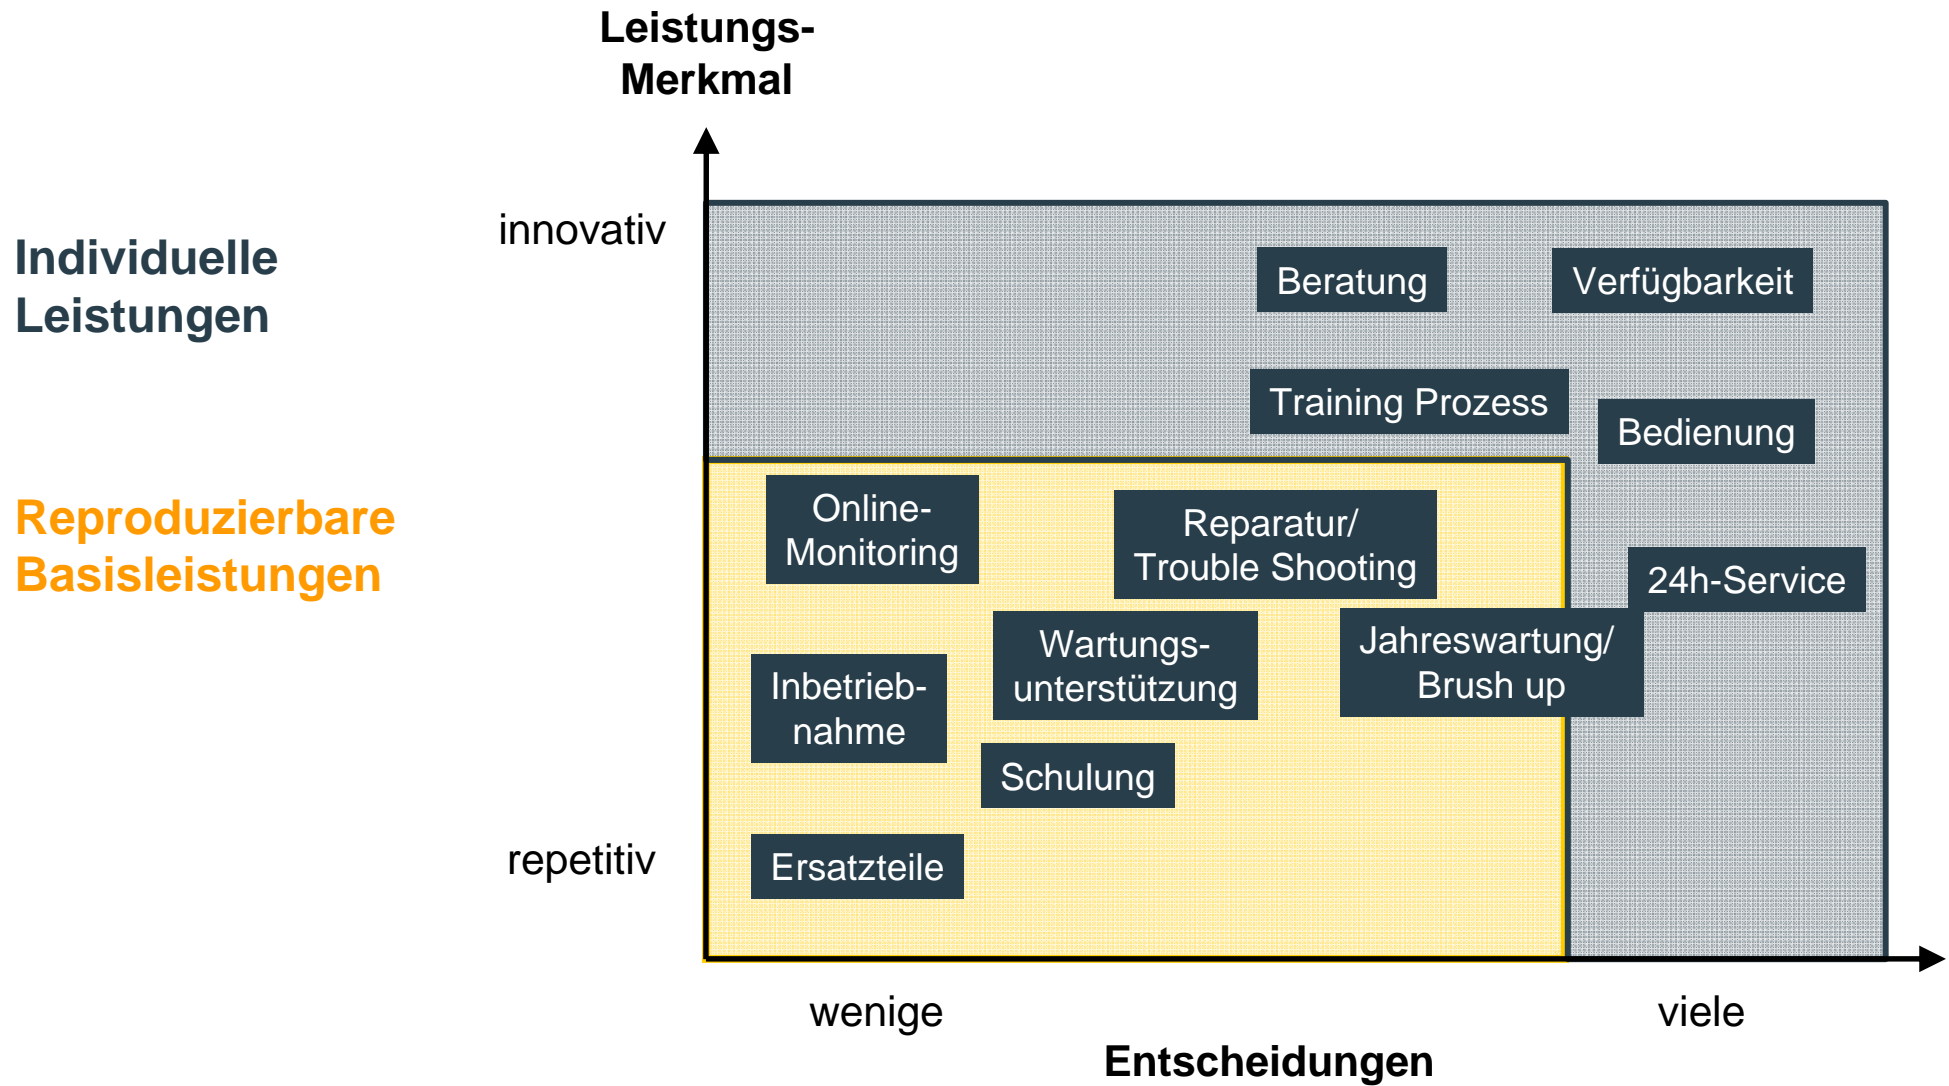 Leistungs-
Merkmal
innovativ
Individuelle
Leistungen
Beratung
Verfügbarkeit
Training Prozess
Bedienung
Reproduzierbare
Basisleistungen
Online-
Monitoring
Reparatur/
Trouble Shooting
24h-Service
Wartungs-
unterstützung
Jahreswartung/
Brush up
Inbetrieb-
nahme
Schulung
repetitiv
Ersatzteile
wenige
viele
Entscheidungen